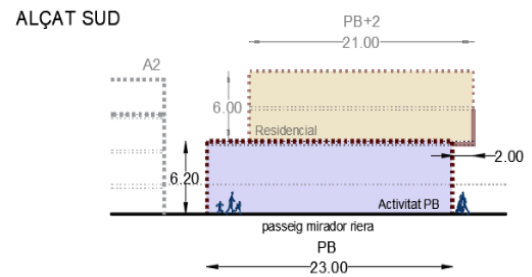 ALÇAT SUD
PB+2
21.00
A2
6.00
Residencial
2.00
6.20
Activitat PB
passeig mirador riera
PB
23.00